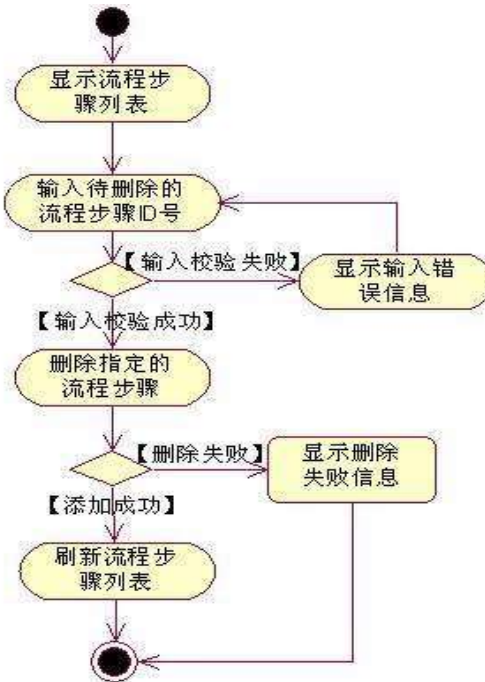 显示流程步
骤列表
输入待删除的
流程步骤ID号
【输入校验失败】
显示输入错
误信息
【输入校验成功】
删除指定的
流程步骤
【删除失败】
显示删除
失败信息
【添加成功】
刷新流程步
骤列表